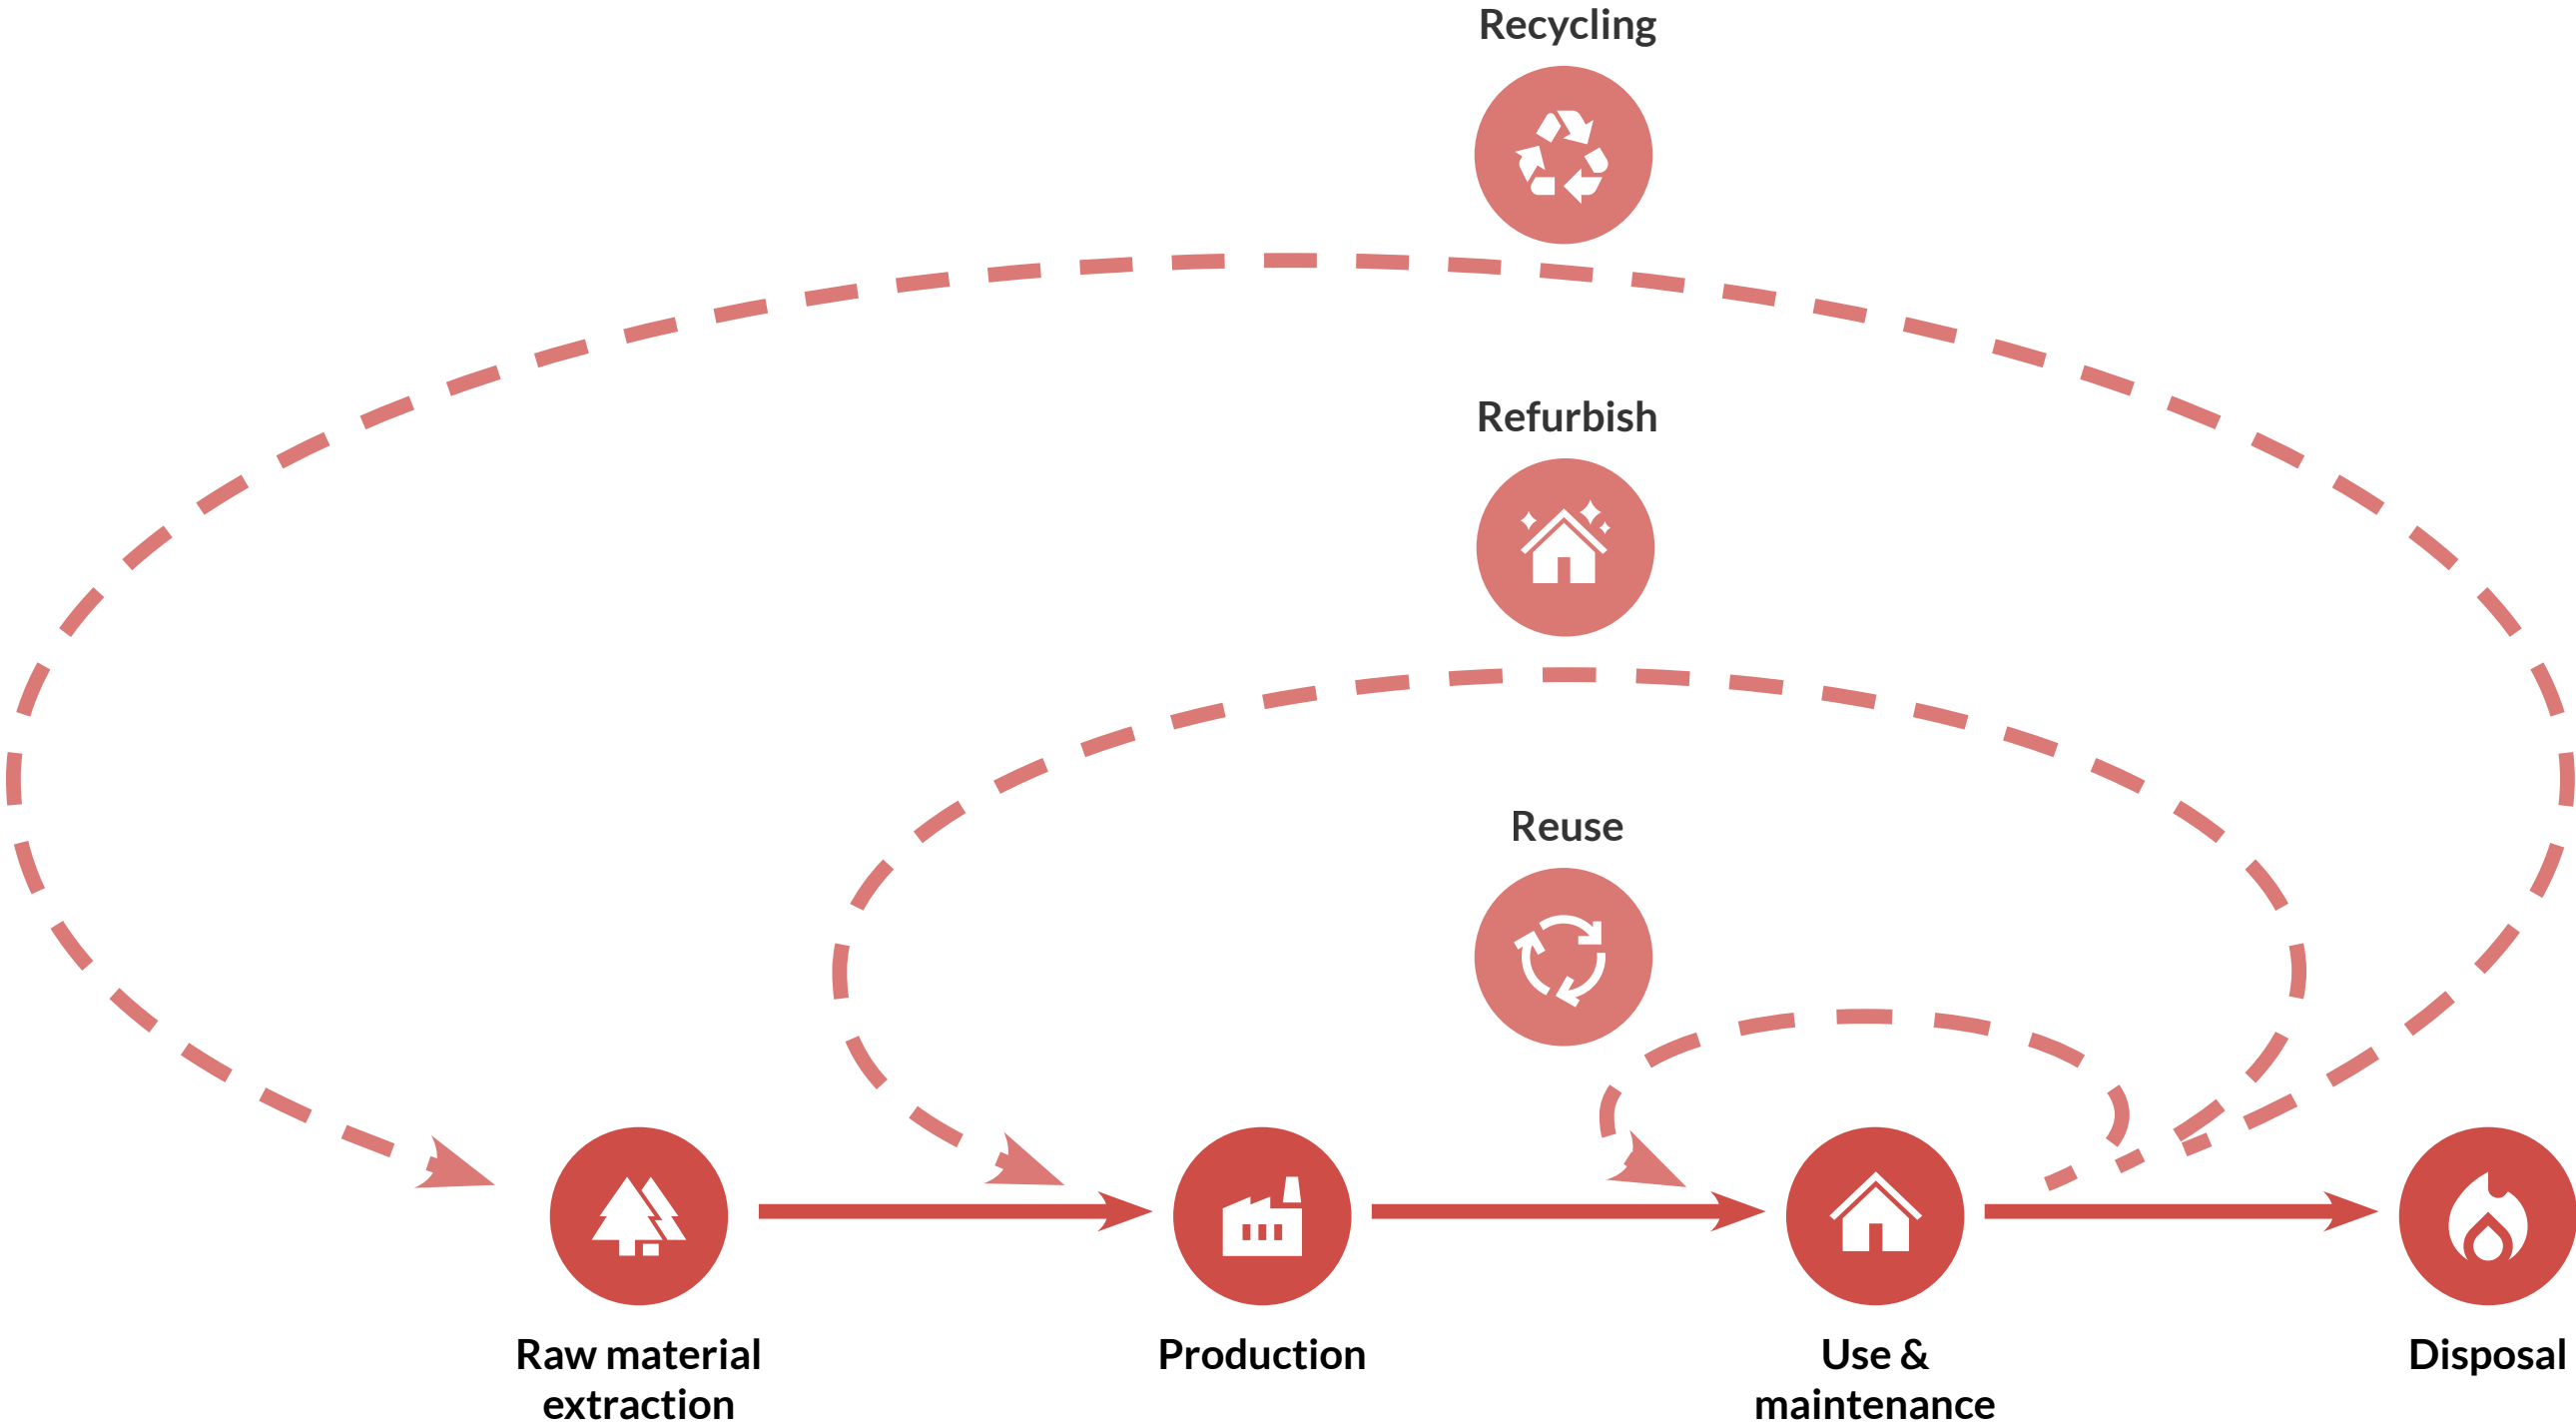 Recycling
Refurbish
Reuse
Raw material
extraction
Production
Use &
maintenance
Disposal